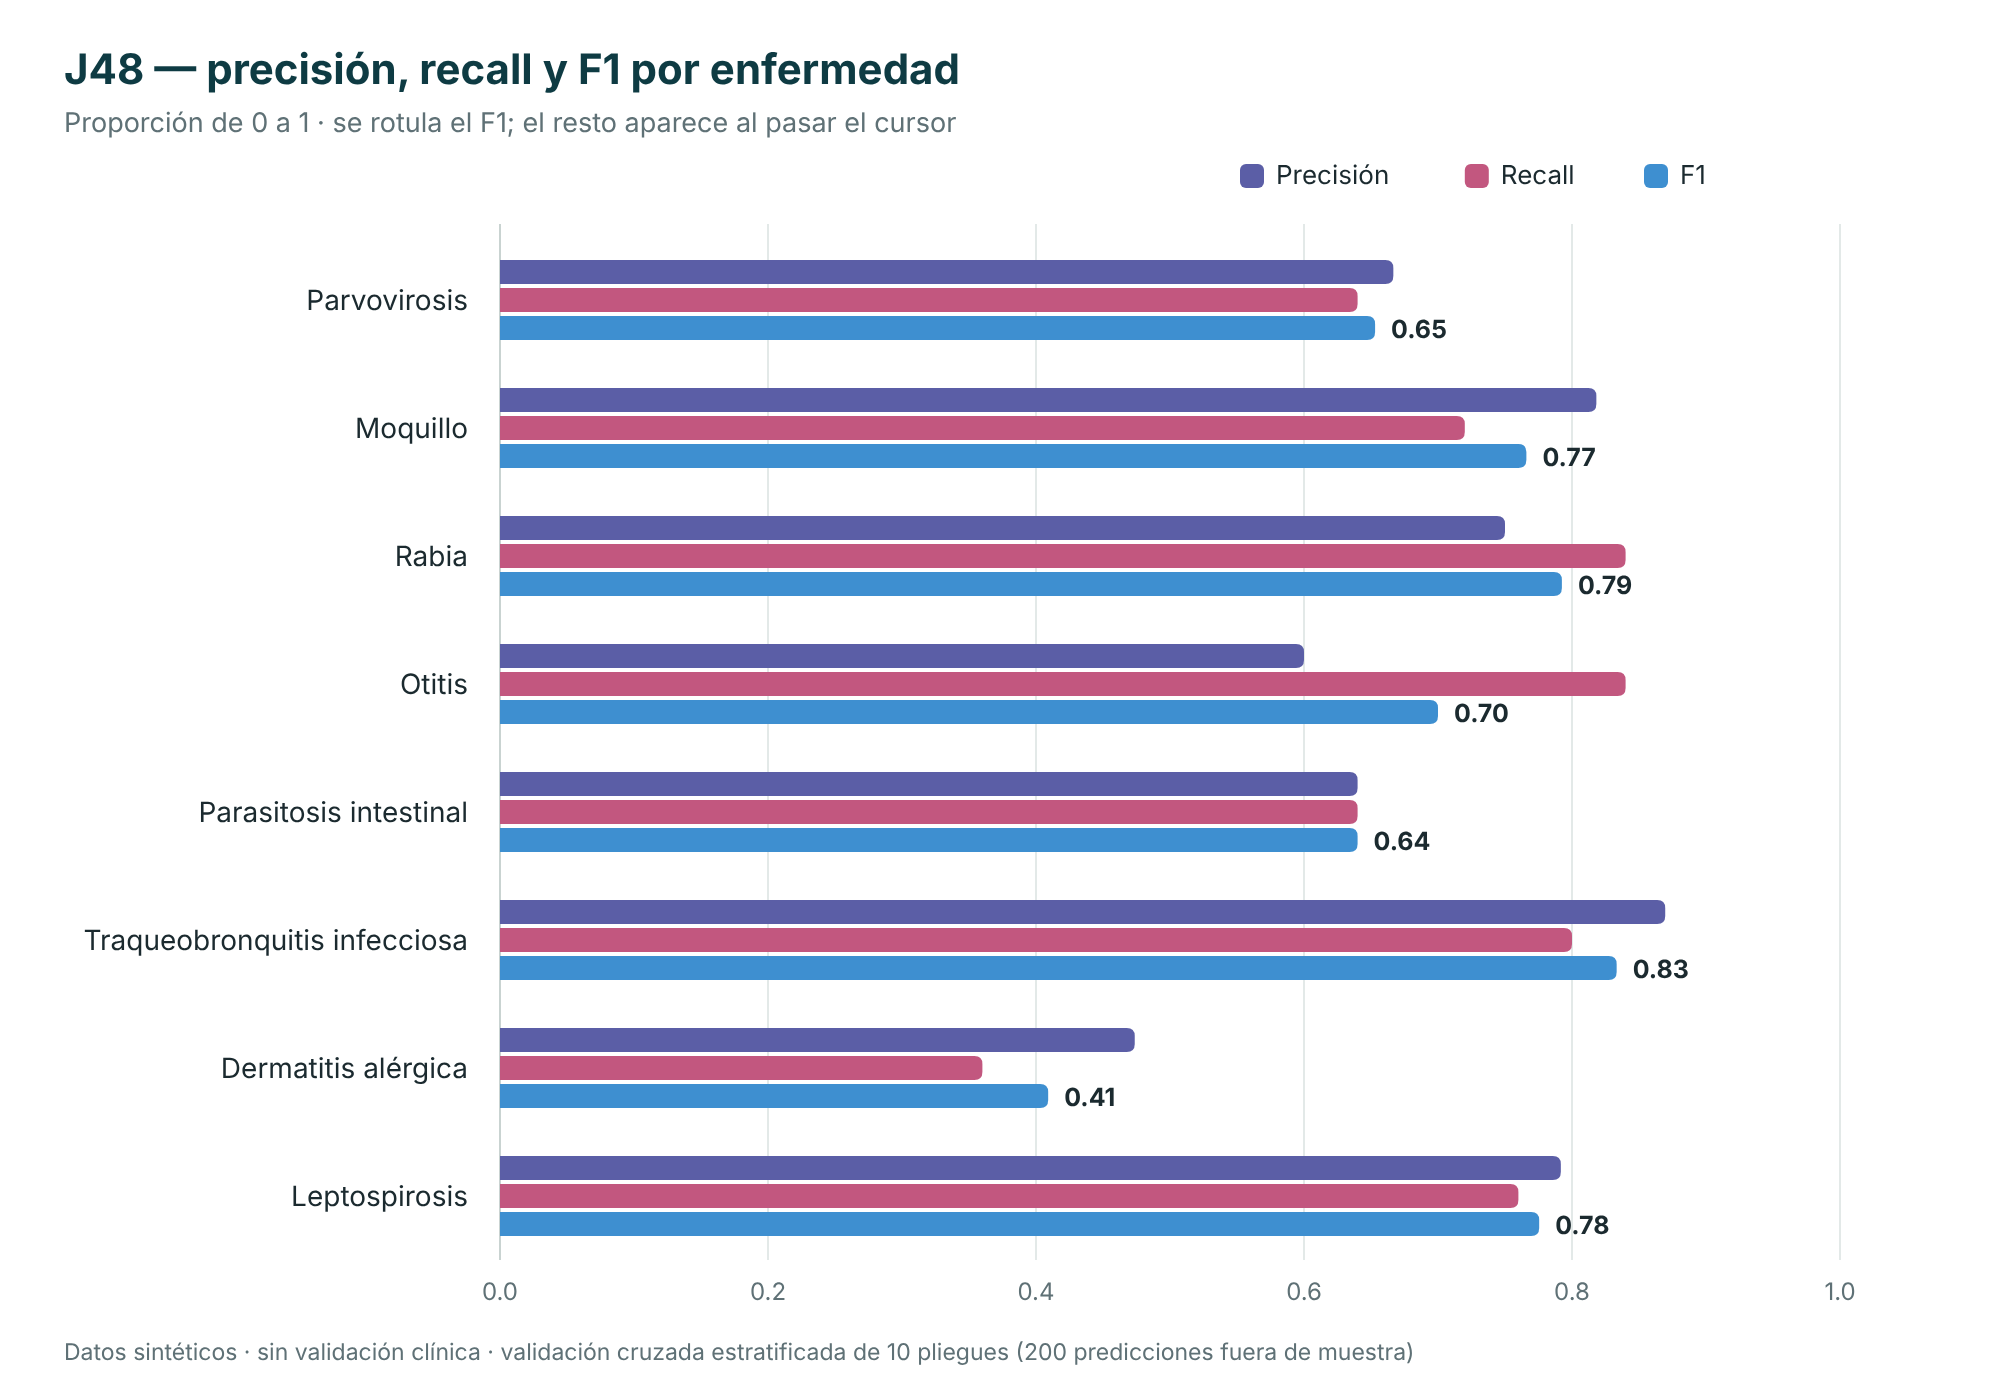 J48 — precisión, recall y F1 por enfermedad
Proporción de 0 a 1 · se rotula el F1; el resto aparece al pasar el cursor
Precisión Recall F1
Parvovirosis 0.65
Moquillo 0.77
Rabia 0.79
Otitis 0.70
Parasitosis intestinal 0.64
Traqueobronquitis infecciosa 0.83
Dermatitis alérgica 0.41
Leptospirosis 0.78
0.0 0.2 0.4 0.6 0.8 1.0
Datos sintéticos · sin validación clínica · validación cruzada estratificada de 10 pliegues (200 predicciones fuera de muestra)